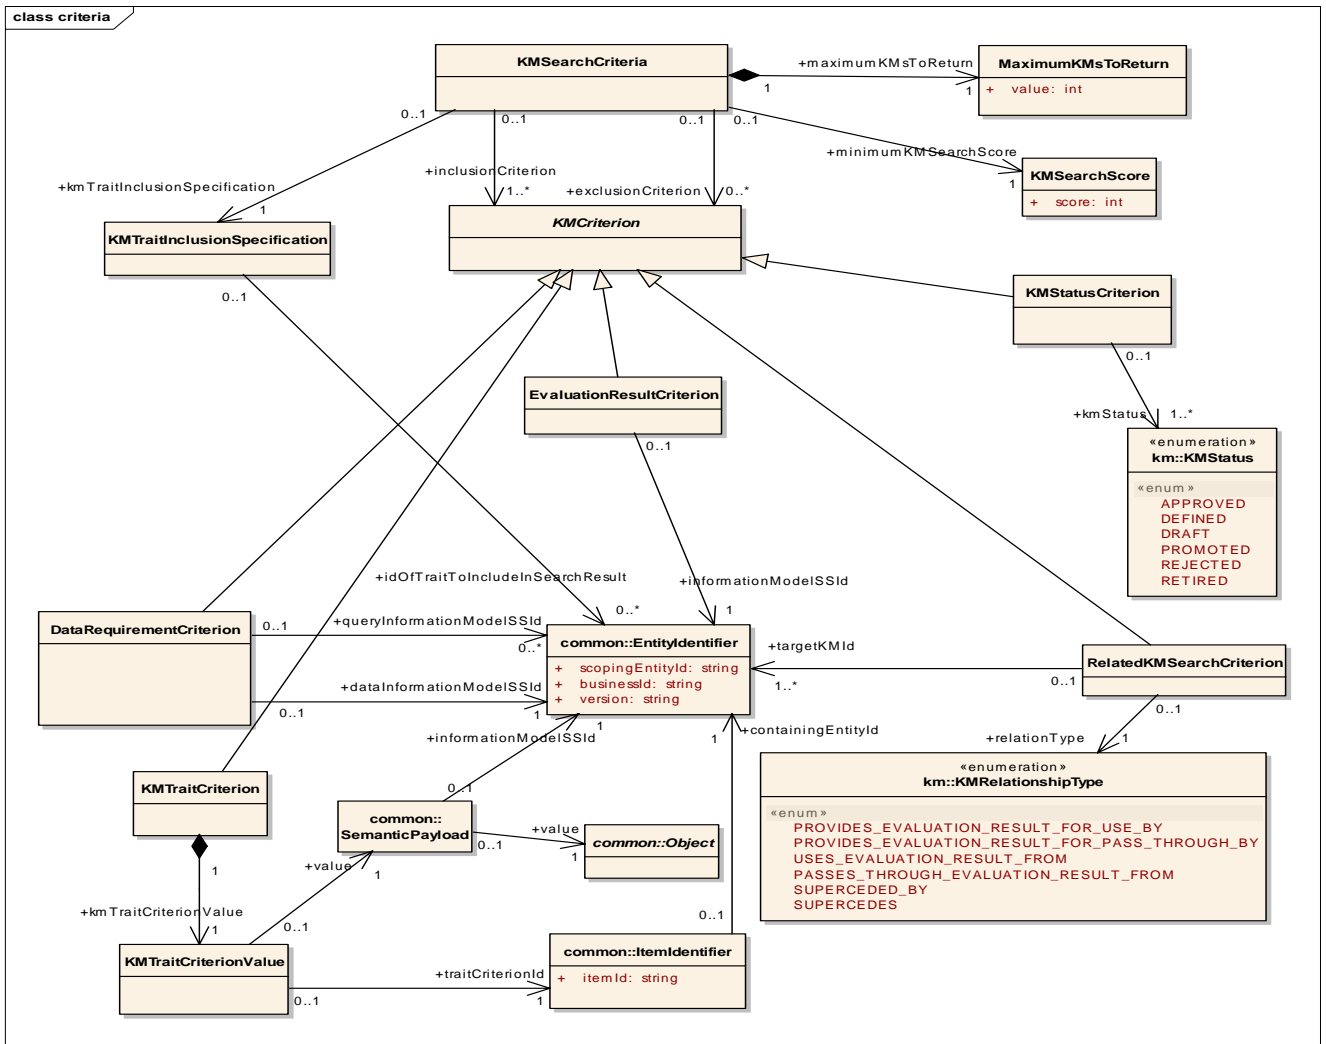 class criteria
KMSearchCriteria
+maximumKMsToReturn
1
1
MaximumKMsToReturn
+ value: int
0..1
0..1
0..1
0..1
+minimumKMSearchScore
1
KMSearchScore
+ score: int
+kmTraitInclusionSpecification
1
+inclusionCriterion
1..*
+exclusionCriterion
0..*
KMTraitInclusionSpecification
0..1
KMCriterion
KMStatusCriterion
0..1
+kmStatus
1..*
«enumeration»
km::KMStatus
«enum»
APPROVED
DEFINED
DRAFT
PROMOTED
REJECTED
RETIRED
EvaluationResultCriterion
0..1
+idOfTraitToIncludeInSearchResult
0..*
+informationModelSSId
1
DataRequirementCriterion
0..1
+queryInformationModelSSId
0..*
+dataInformationModelSSId
0..1
1
common::EntityIdentifier
+ scopingEntityId: string
+ businessId: string
+ version: string
+targetKMId
1..*
0..1
RelatedKMSearchCriterion
0..1
+relationType
1
+informationModelSSId
1
0..1
+containingEntityId
1
«enumeration»
km::KMRelationshipType
«enum»
PROVIDES_EVALUATION_RESULT_FOR_USE_BY
PROVIDES_EVALUATION_RESULT_FOR_PASS_THROUGH_BY
USES_EVALUATION_RESULT_FROM
PASSES_THROUGH_EVALUATION_RESULT_FROM
SUPERCEDED_BY
SUPERCEDES
KMTraitCriterion
1
+kmTraitCriterionValue
1
common::
SemanticPayload
0..1
+value
1
common::Object
+value
1
0..1
KMTraitCriterionValue
0..1
+traitCriterionId
1
0..1
common::ItemIdentifier
+ itemId: string